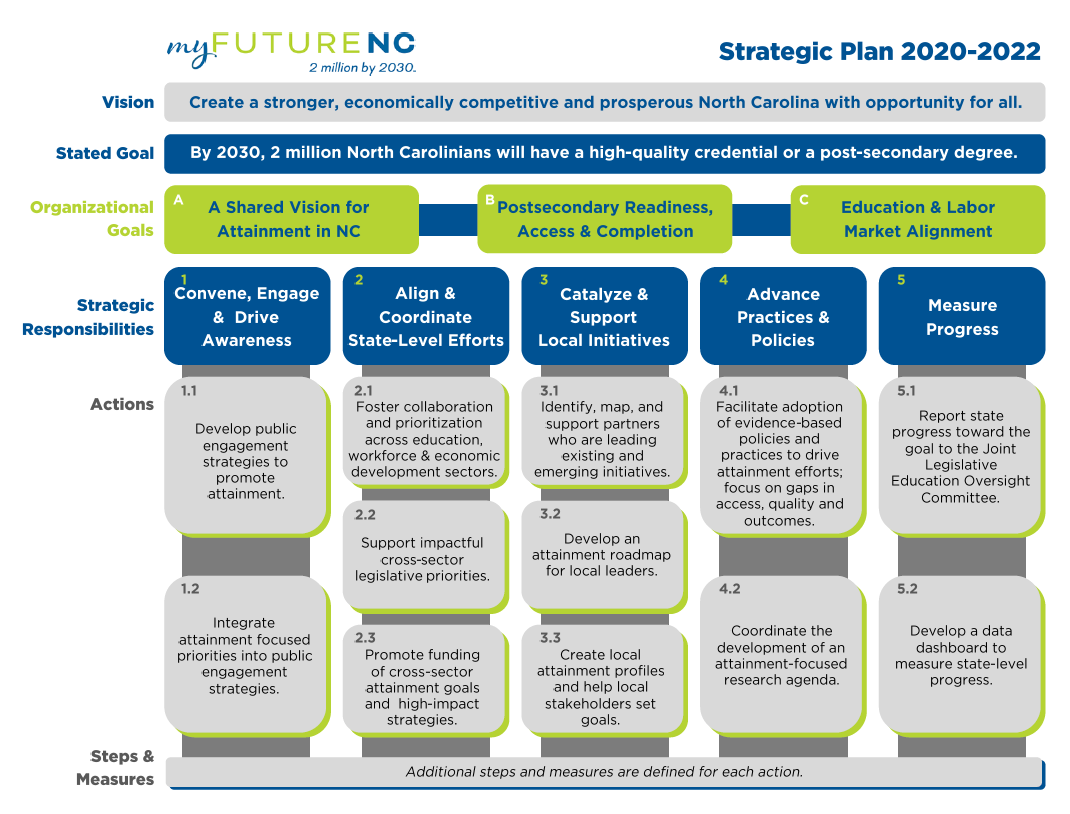 myFUTURENC
2 million by 2030.
Strategic Plan 2020-2022
Vision
Create a stronger, economically competitive and prosperous North Carolina with opportunity for all.
Stated Goal
By 2030, 2 million North Carolinians will have a high-quality credential or a post-secondary degree.
Organizational
Goals
A
A Shared Vision for
Attainment in NC
B
Postsecondary Readiness,
Access & Completion
C
Education & Labor
Market Alignment
Strategic
Responsibilities
1
Convene, Engage
& Drive
Awareness
2
Align &
Coordinate
State-Level Efforts
3
Catalyze &
Support
Local Initiatives
4
Advance
Practices &
Policies
5
Measure
Progress
Actions
1.1
Develop public
engagement
strategies to
promote
attainment.
1.2
Integrate
attainment focused
priorities into public
engagement
strategies.
2.1
Foster collaboration
and prioritization
across education,
workforce & economic
development sectors.
2.2
Support impactful
cross-sector
legislative priorities.
2.3
Promote funding
of cross-sector
attainment goals
and high-impact
strategies.
3.1
Identify, map, and
support partners
who are leading
existing and
emerging initiatives.
3.2
Develop an
attainment roadmap
for local leaders.
3.3
Create local
attainment profiles
and help local
stakeholders set
goals.
4.1
Facilitate adoption
of evidence-based
policies and
practices to drive
attainment efforts;
focus on gaps in
access, quality and
outcomes.
4.2
Coordinate the
development of an
attainment-focused
research agenda.
5.1
Report state
progress toward the
goal to the Joint
Legislative
Education Oversight
Committee.
5.2
Develop a data
dashboard to
measure state-level
progress.
Steps &
Measures
Additional steps and measures are defined for each action.